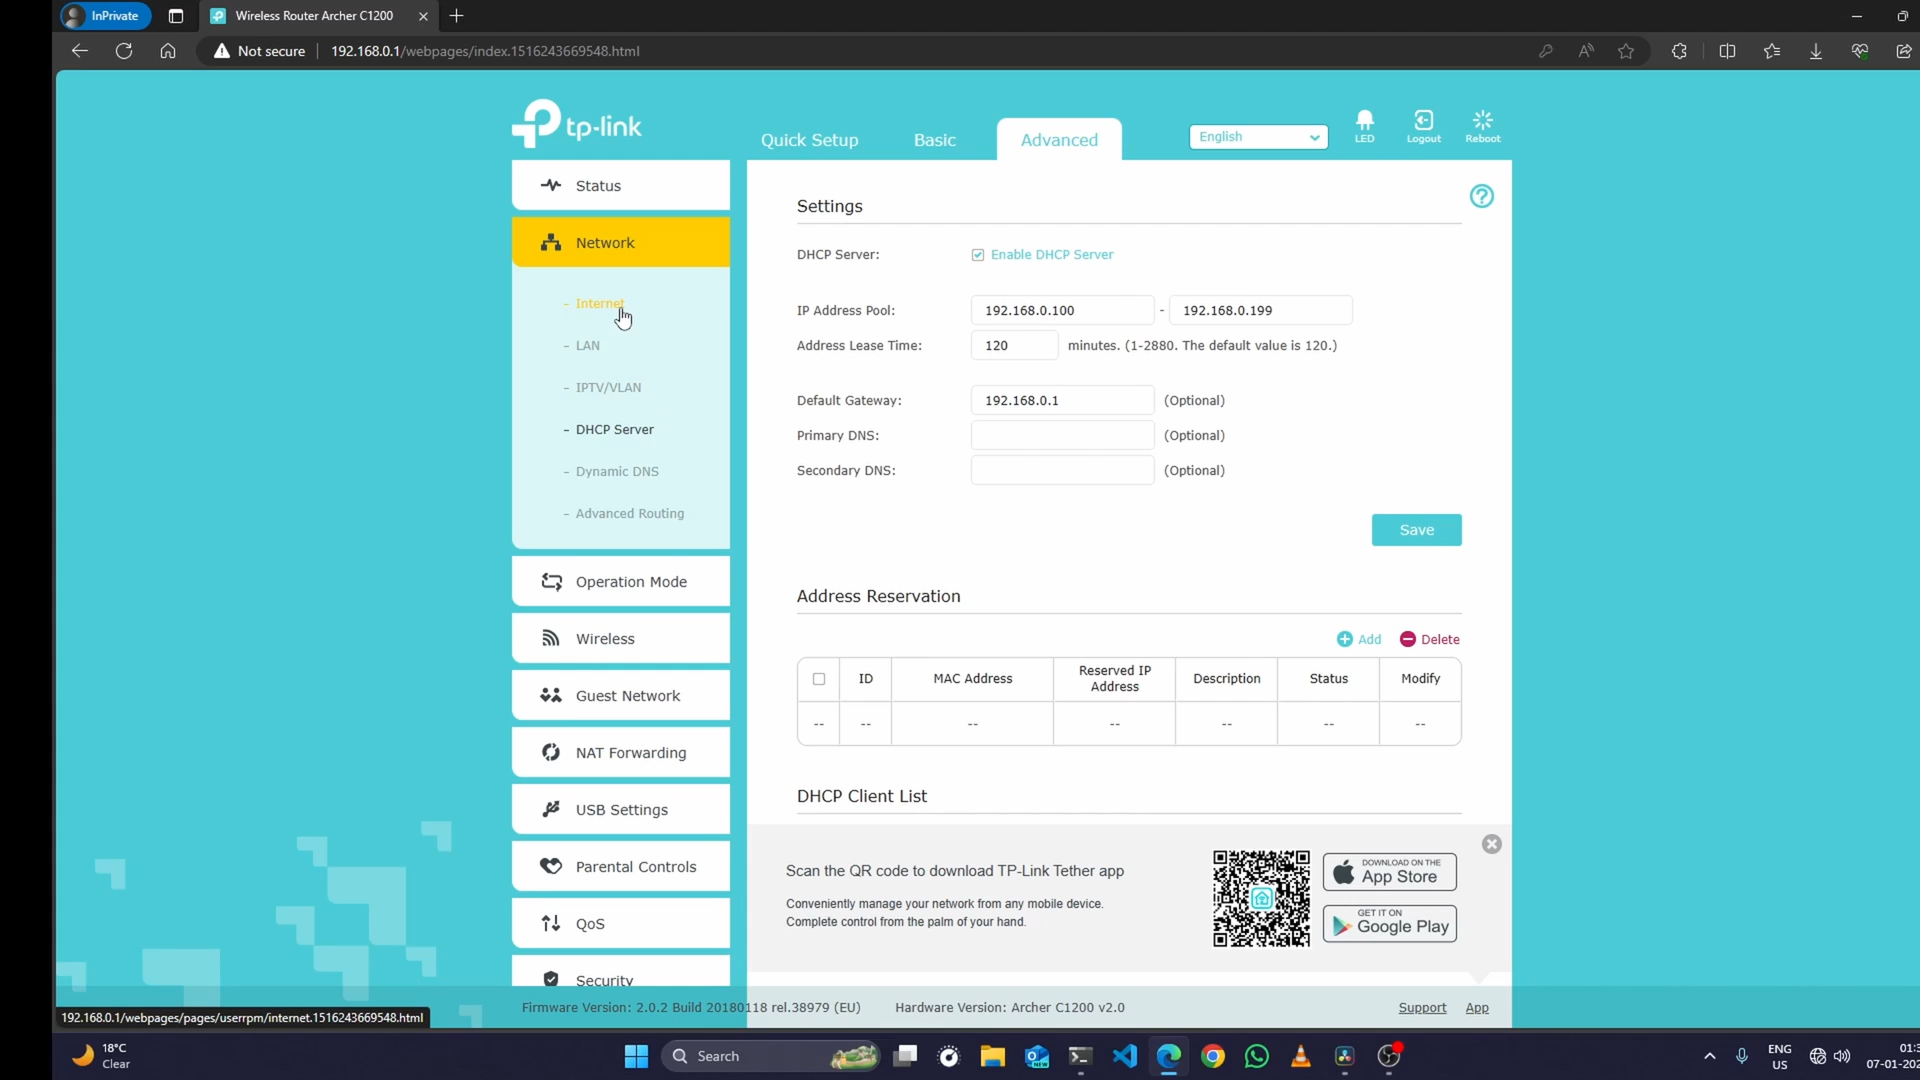 InPrivate
Wireless Router Archer C1200
Not secure
192.168.0.1/webpages/index.1516243669548.html
tp-link
Quick Setup
Basic
Advanced
English
LED
Logout
Reboot
Status
Network
- Internet
- LAN
- IPTV/VLAN
- DHCP Server
- Dynamic DNS
- Advanced Routing
Operation Mode
Wireless
Guest Network
NAT Forwarding
USB Settings
Parental Controls
QoS
Security
Settings
DHCP Server: Enable DHCP Server
IP Address Pool: 192.168.0.100 - 192.168.0.199
Address Lease Time: 120 minutes. (1-2880. The default value is 120.)
Default Gateway: 192.168.0.1 (Optional)
Primary DNS: (Optional)
Secondary DNS: (Optional)
Save
Address Reservation
Add Delete
ID MAC Address Reserved IP Address Description Status Modify
-- -- -- -- -- -- --
DHCP Client List
Scan the QR code to download TP-Link Tether app
Conveniently manage your network from any mobile device.
Complete control from the palm of your hand.
DOWNLOAD ON THE
App Store
GET IT ON
Google Play
Firmware Version: 2.0.2 Build 20180118 rel.38979 (EU) Hardware Version: Archer C1200 v2.0 Support App
192.168.0.1/webpages/pages/userrpm/internet.1516243669548.html
18°C
Clear
Search
NEW
ENG
US
01:3
07-01-202